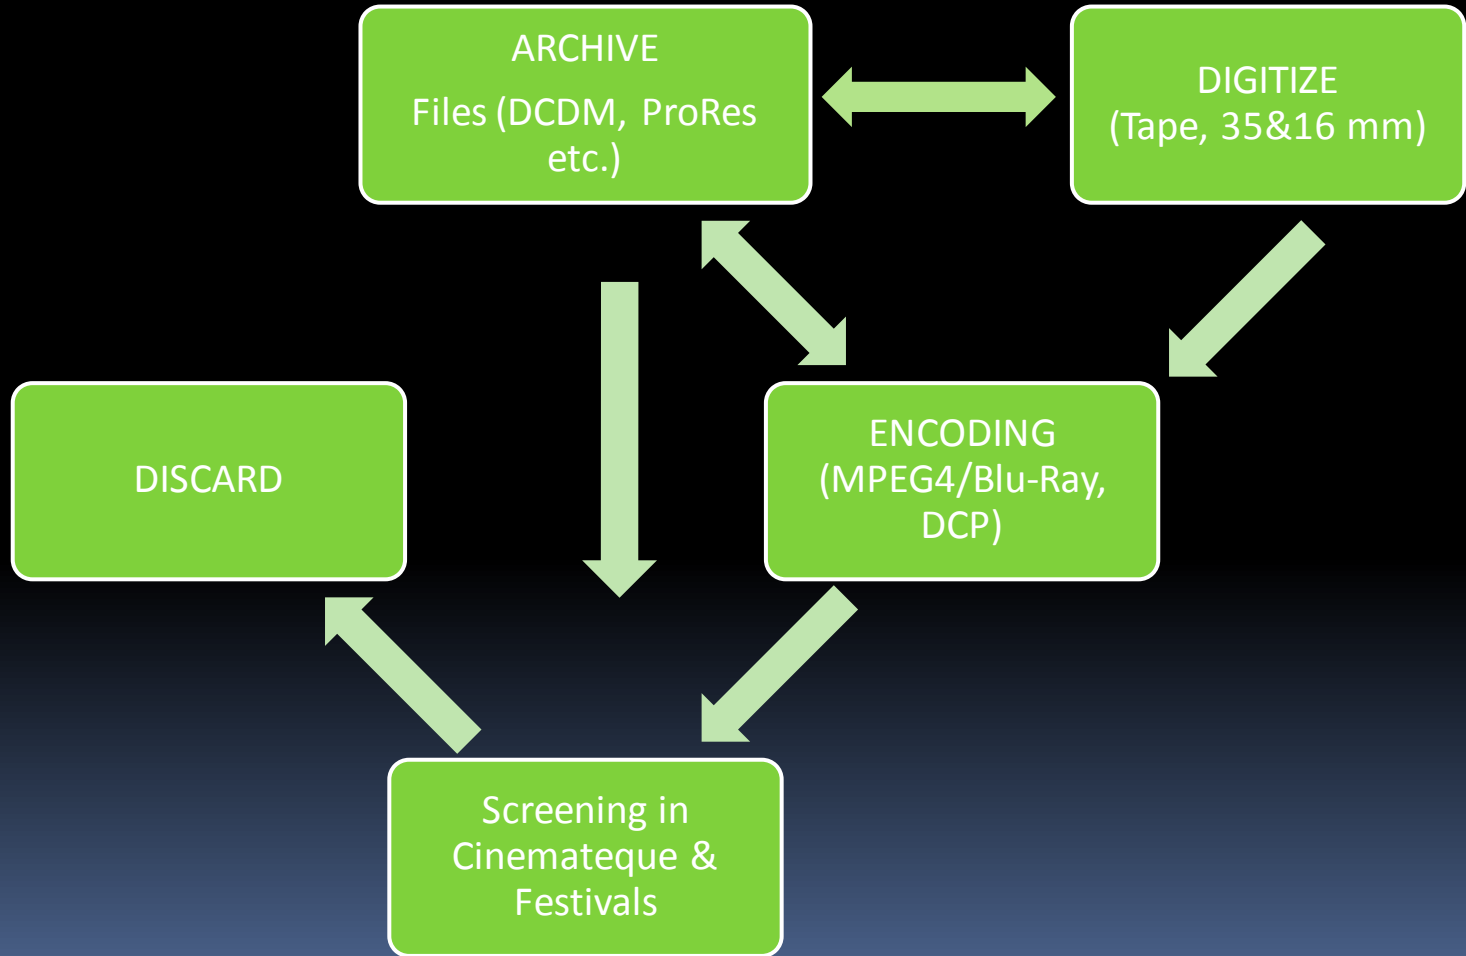 ARCHIVE
Files (DCDM, ProRes
etc.)
DIGITIZE
(Tape, 35&16 mm)
DISCARD
ENCODING
(MPEG4/Blu-Ray,
DCP)
Screening in
Cinemateque &
Festivals